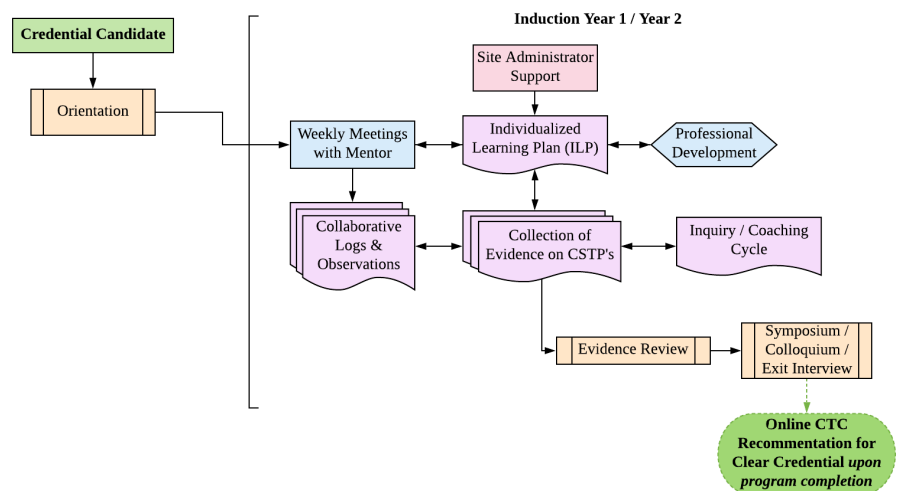 Induction Year 1 / Year 2
Credential Candidate
Site Administrator
Support
Orientation
Weekly Meetings
with Mentor
Individualized
Learning Plan (ILP)
Professional
Development
Collaborative
Logs &
Observations
Collection of
Evidence on CSTP's
Inquiry / Coaching
Cycle
Evidence Review
Symposium /
Colloquium /
Exit Interview
Online CTC
Recommentation for
Clear Credential upon
program completion